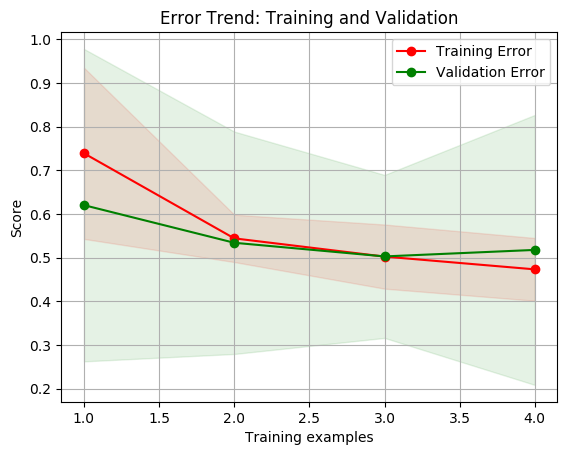 Error Trend: Training and Validation
Training Error
Validation Error
Score
1.0
0.9
0.8
0.7
0.6
0.5
0.4
0.3
0.2
1.0 1.5 2.0 2.5 3.0 3.5 4.0
Training examples